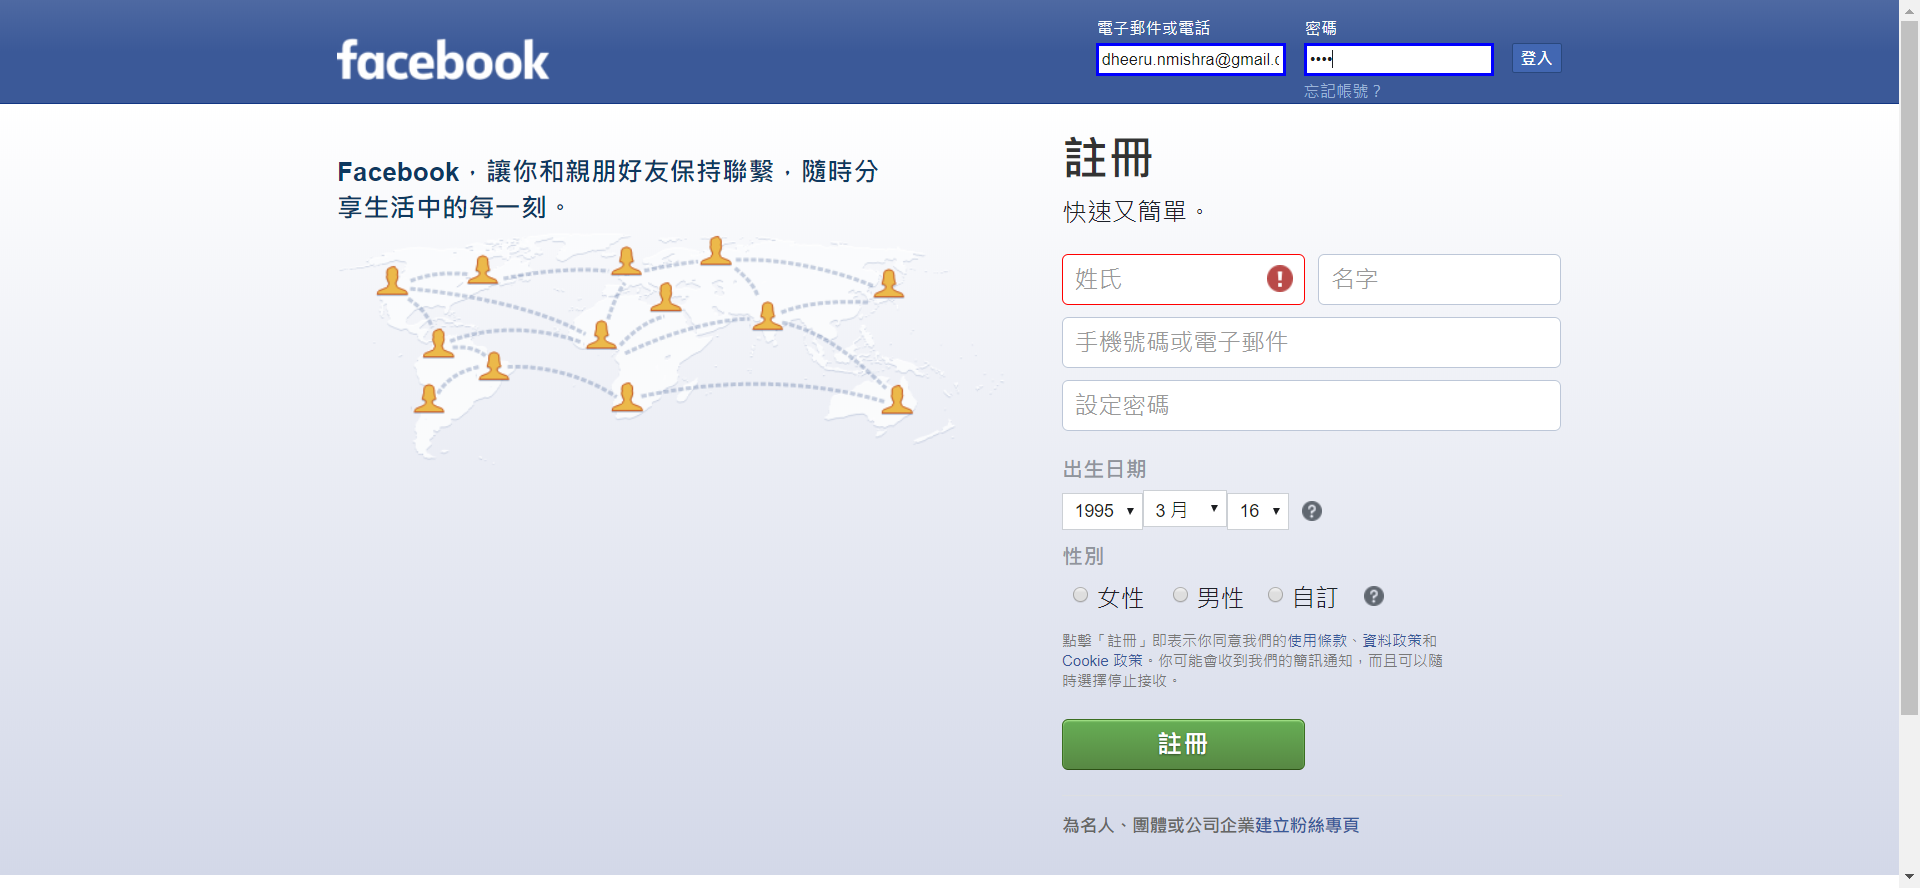 facebook
電子郵件或電話
密碼
dheeru.nmishra@gmail.c
••••
登入
忘記帳號？
Facebook，讓你和親朋好友保持聯繫，隨時分
享生活中的每一刻。
註冊
快速又簡單。
姓氏
名字
手機號碼或電子郵件
設定密碼
出生日期
1995 3 月 16
性別
女性 男性 自訂
點擊「註冊」即表示你同意我們的使用條款、資料政策和
Cookie 政策。你可能會收到我們的簡訊通知，而且可以隨
時選擇停止接收。
註冊
為名人、團體或公司企業建立粉絲專頁